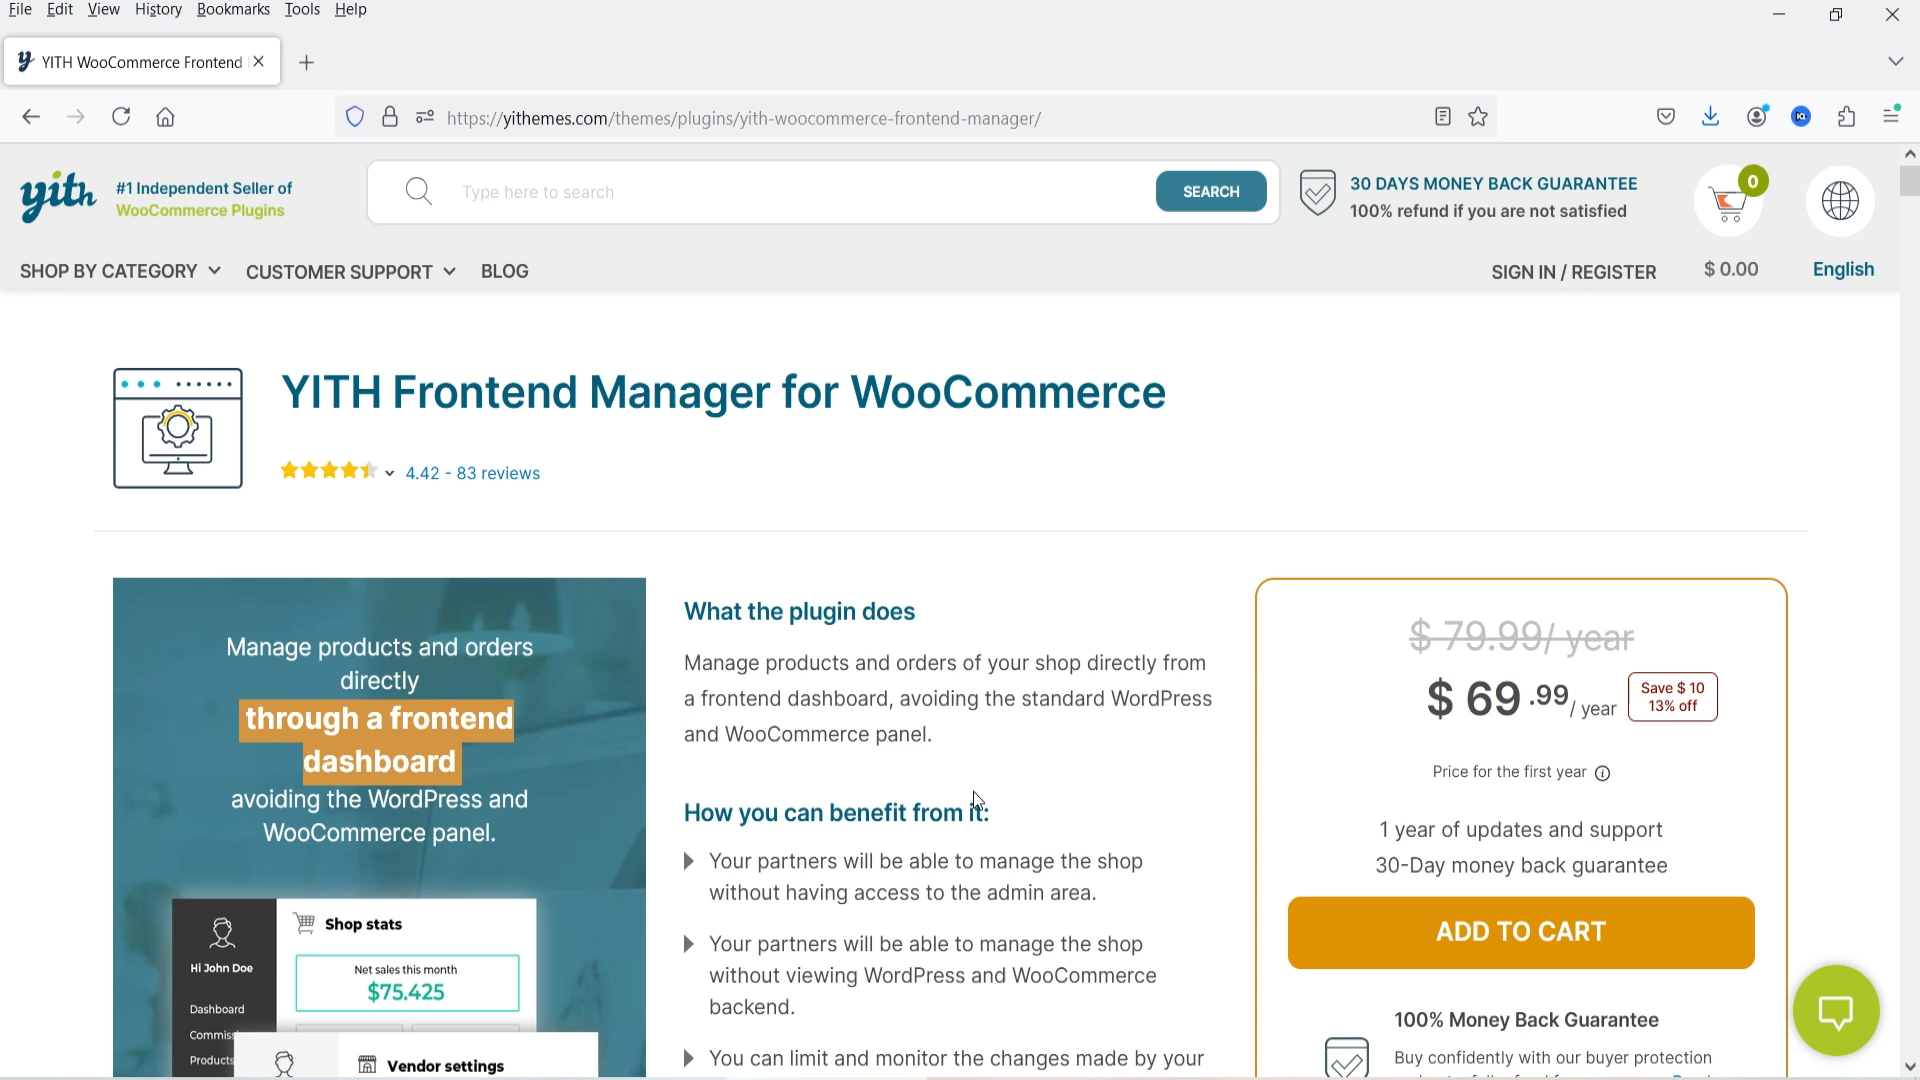 File Edit View History Bookmarks Tools Help
YITH WooCommerce Frontend
https://yithemes.com/themes/plugins/yith-woocommerce-frontend-manager/
yith
#1 Independent Seller of
WooCommerce Plugins
Type here to search
SEARCH
30 DAYS MONEY BACK GUARANTEE
100% refund if you are not satisfied
0
SHOP BY CATEGORY CUSTOMER SUPPORT BLOG
SIGN IN / REGISTER $ 0.00 English
YITH Frontend Manager for WooCommerce
4.42 - 83 reviews
Manage products and orders
directly
through a frontend
dashboard
avoiding the WordPress and
WooCommerce panel.
Hi John Doe
Dashboard
Commiss
Products
Shop stats
Net sales this month
$75.425
Vendor settings
What the plugin does
Manage products and orders of your shop directly from
a frontend dashboard, avoiding the standard WordPress
and WooCommerce panel.
How you can benefit from it:
Your partners will be able to manage the shop
without having access to the admin area.
Your partners will be able to manage the shop
without viewing WordPress and WooCommerce
backend.
You can limit and monitor the changes made by your
$ 79.99/ year
$ 69.99/ year
Save $ 10
13% off
Price for the first year
1 year of updates and support
30-Day money back guarantee
ADD TO CART
100% Money Back Guarantee
Buy confidently with our buyer protection